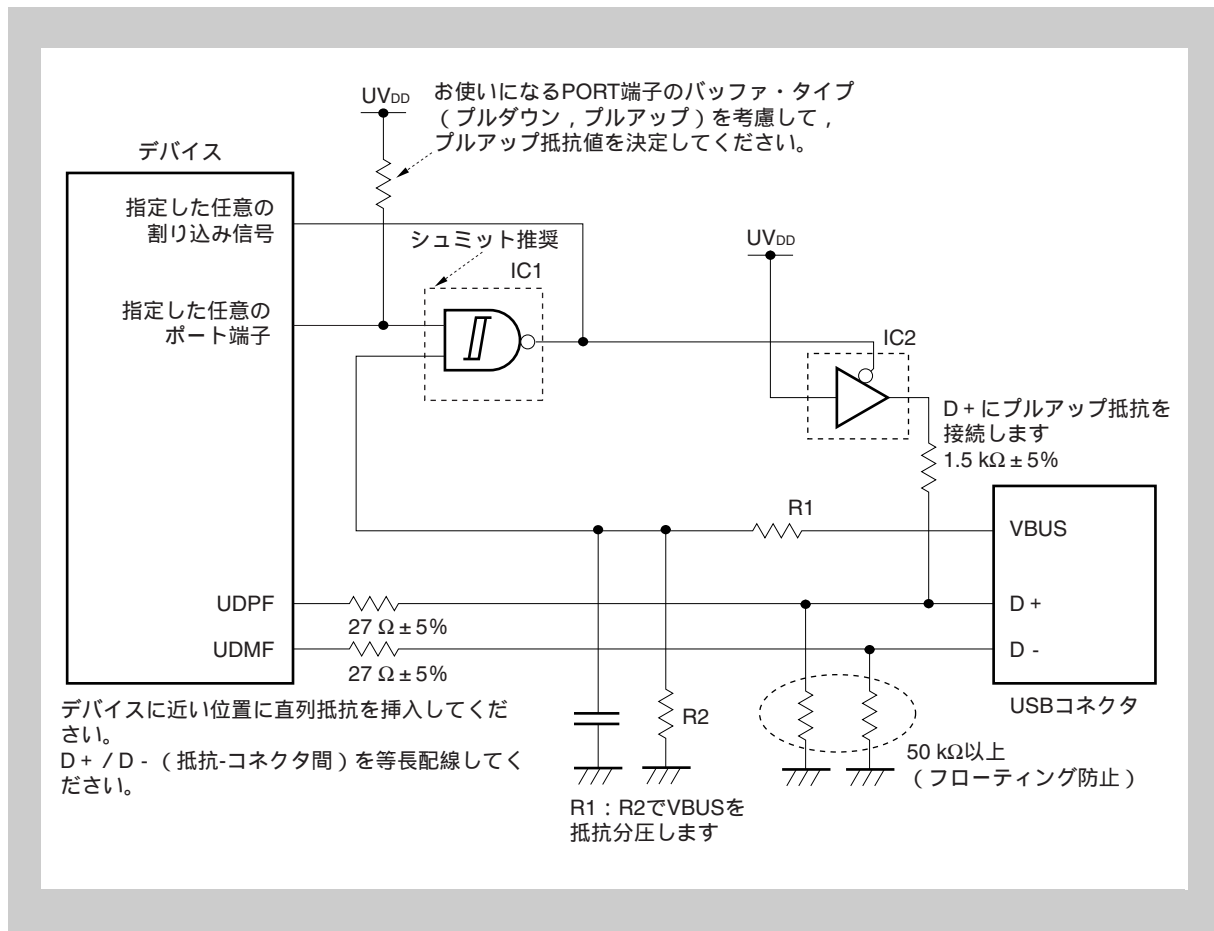 UVDD
お使いになるPORT端子のバッファ・タイプ
（プルダウン，プルアップ）を考慮して，
プルアップ抵抗値を決定してください。
デバイス
指定した任意の
割り込み信号
シュミット推奨
IC1
UVDD
指定した任意の
ポート端子
IC2
D+にプルアップ抵抗を
接続します
1.5 kΩ±5%
R1
VBUS
UDPF
27 Ω±5%
D+
UDMF
27 Ω±5%
D-
USBコネクタ
デバイスに近い位置に直列抵抗を挿入してくだ
さい。
D+ / D-（抵抗-コネクタ間）を等長配線してく
ださい。
R2
50 kΩ以上
（フローティング防止）
R1：R2でVBUSを
抵抗分圧します